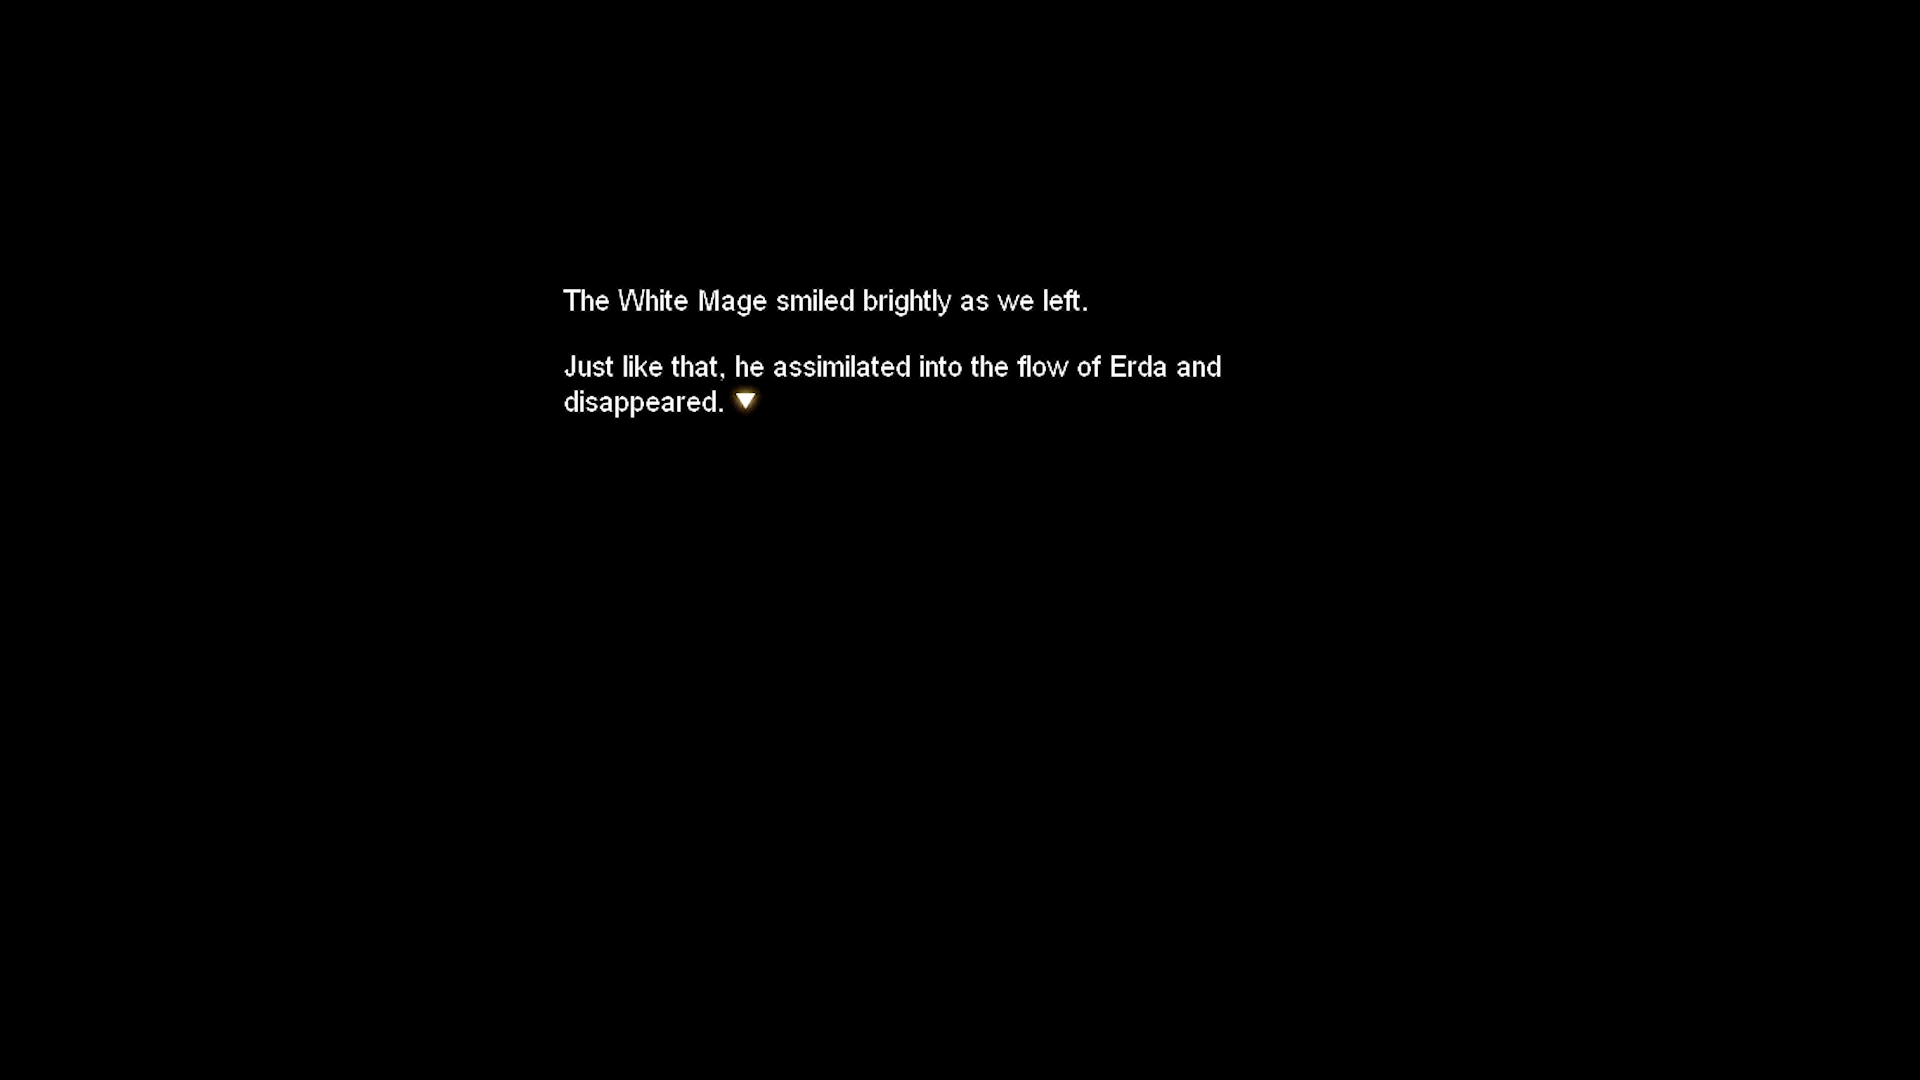 The White Mage smiled brightly as we left.
Just like that, he assimilated into the flow of Erda and
disappeared.